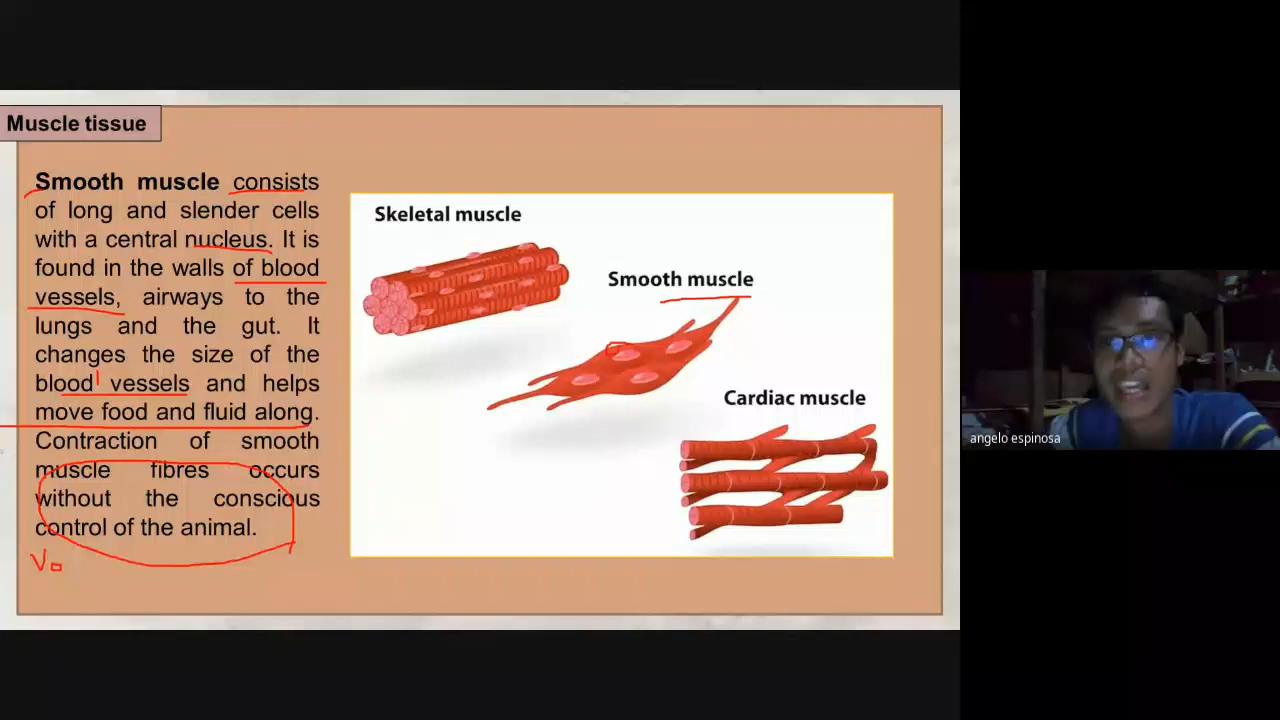 Muscle tissue
Smooth muscle consists
of long and slender cells
with a central nucleus. It is
found in the walls of blood
vessels, airways to the
lungs and the gut. It
changes the size of the
blood vessels and helps
move food and fluid along.
Contraction of smooth
muscle fibres occurs
without the conscious
control of the animal.
Vo
Skeletal muscle
Smooth muscle
Cardiac muscle
angelo espinosa